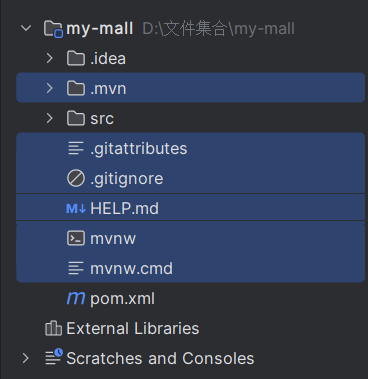 my-mall D:\文件集合\my-mall
.idea
.mvn
src
.gitattributes
.gitignore
M↓ HELP.md
mvnw
mvnw.cmd
m pom.xml
External Libraries
Scratches and Consoles